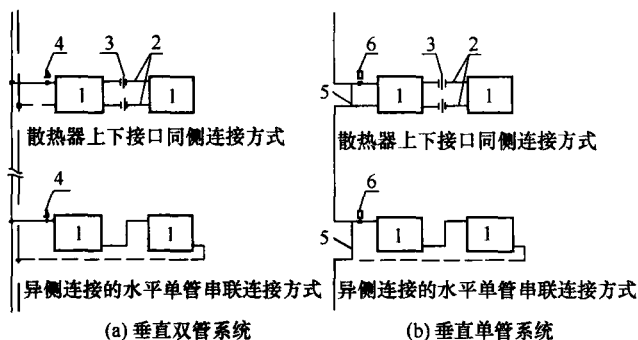 4 3 2
1 1
散热器上下接口同侧连接方式
4
1 1
异侧连接的水平单管串联连接方式
(a) 垂直双管系统
6 3 2
5 1 1
散热器上下接口同侧连接方式
6
5 1 1
异侧连接的水平单管串联连接方式
(b) 垂直单管系统